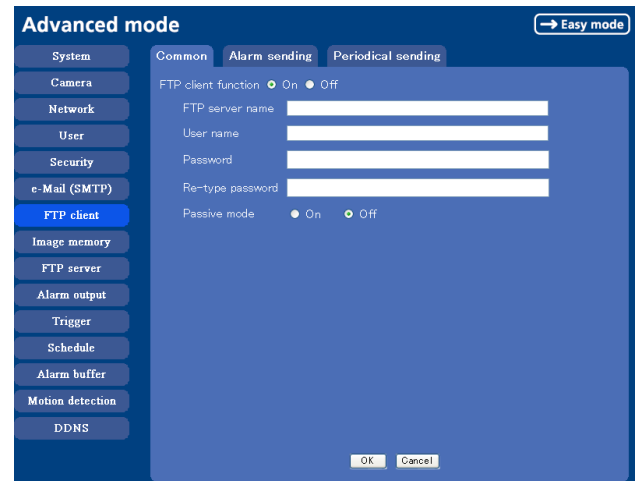 Advanced mode
→ Easy mode
System
Camera
Network
User
Security
e-Mail (SMTP)
FTP client
Image memory
FTP server
Alarm output
Trigger
Schedule
Alarm buffer
Motion detection
DDNS
Common Alarm sending Periodical sending
FTP client function On Off
FTP server name
User name
Password
Re-type password
Passive mode On Off
OK Cancel